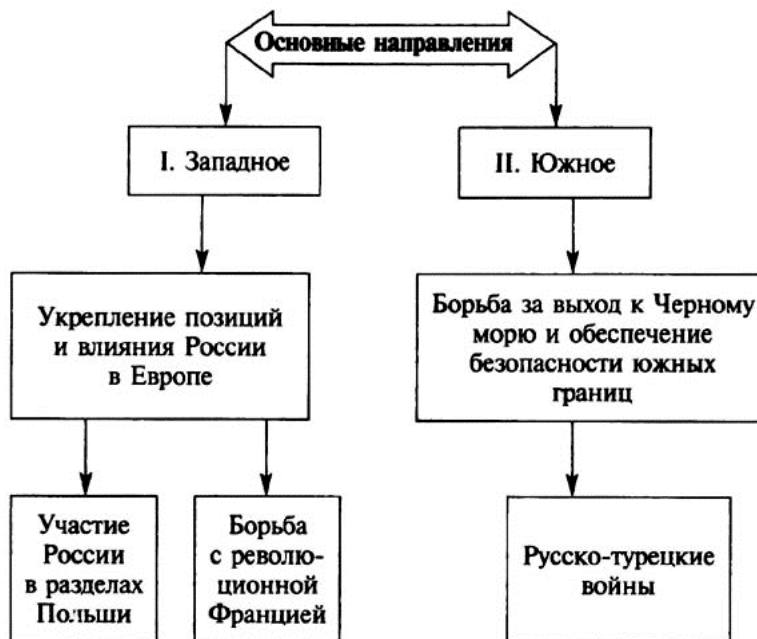 Основные направления
I. Западное
II. Южное
Укрепление позиций
и влияния России
в Европе
Борьба за выход к Черному
морю и обеспечение
безопасности южных
границ
Участие
России
в разделах
Польши
Борьба
с револю-
ционной
Францией
Русско-турецкие
войны